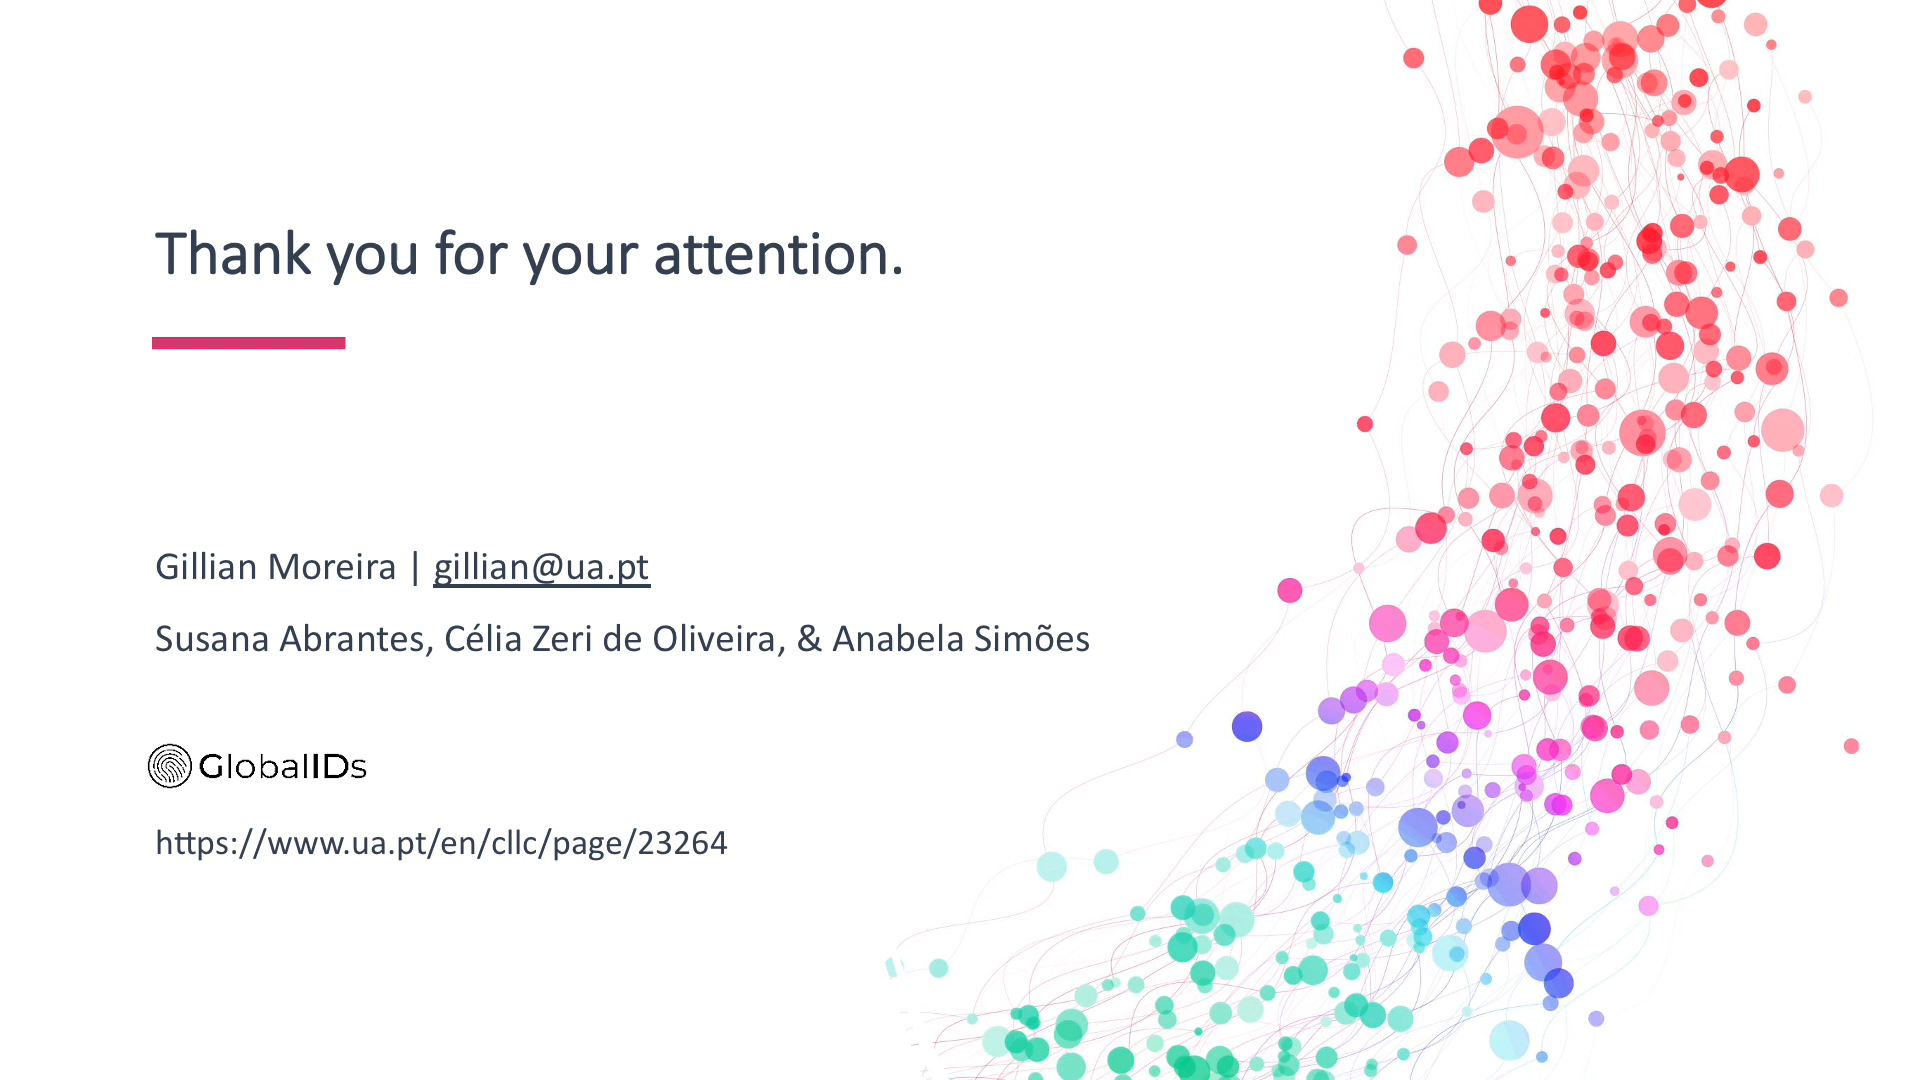 Thank you for your attention.
Gillian Moreira | gillian@ua.pt
Susana Abrantes, Célia Zeri de Oliveira, & Anabela Simões
GlobalIDs
https://www.ua.pt/en/cllc/page/23264